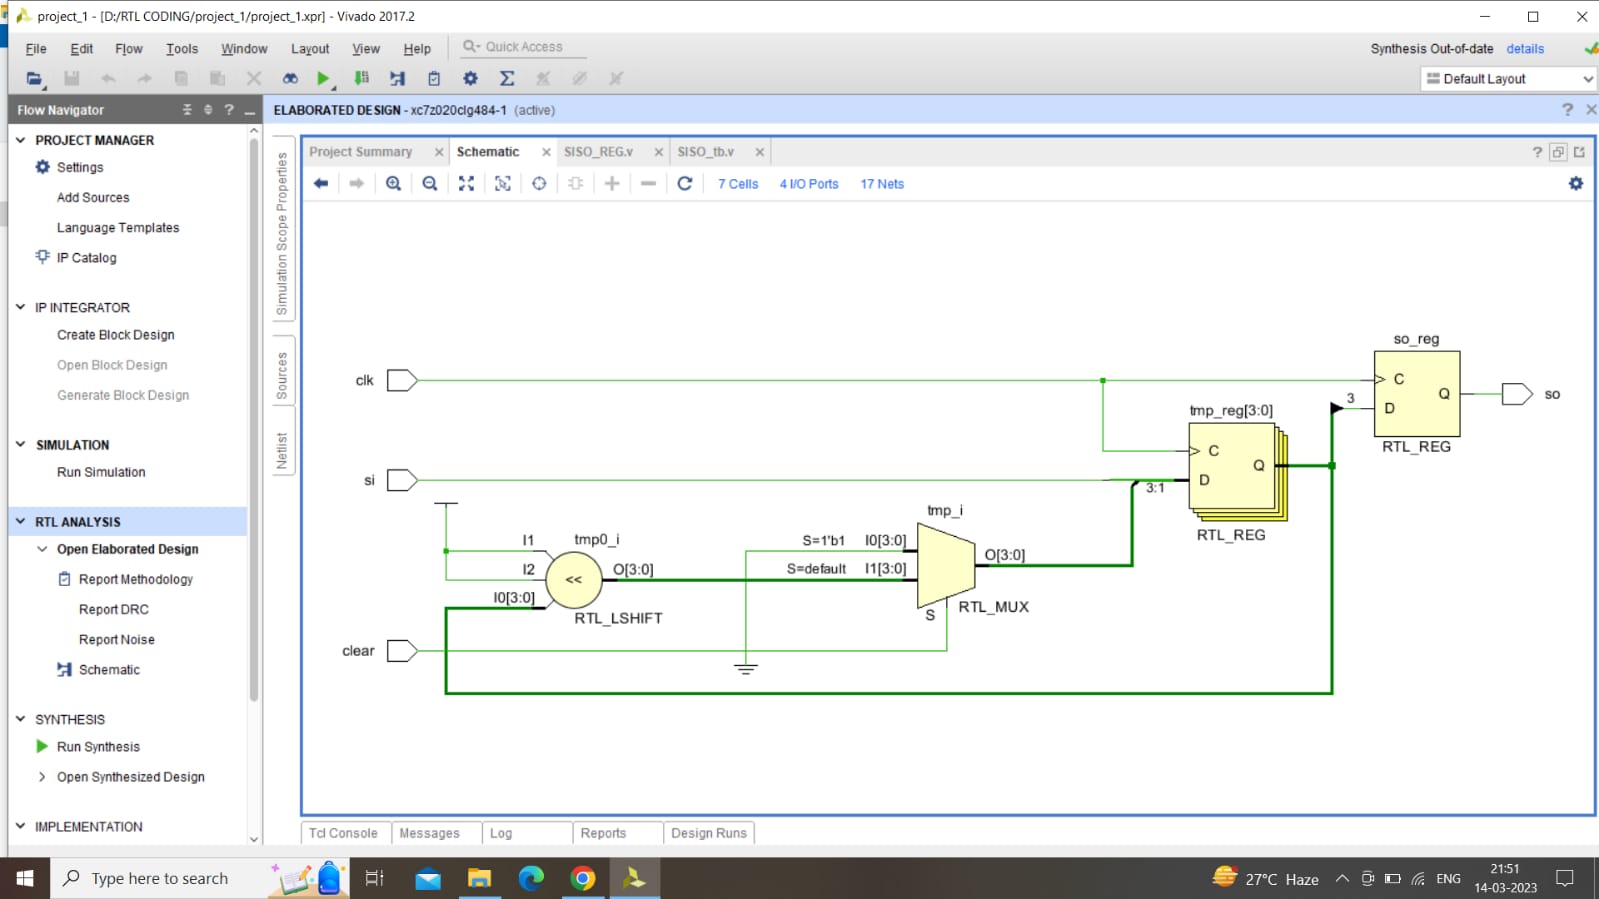 project_1 - [D:/RTL CODING/project_1/project_1.xpr] - Vivado 2017.2
File Edit Flow Tools Window Layout View Help Quick Access
Synthesis Out-of-date details
Default Layout
Flow Navigator
ELABORATED DESIGN - xc7z020clg484-1 (active)
PROJECT MANAGER
Settings
Add Sources
Language Templates
IP Catalog
IP INTEGRATOR
Create Block Design
Open Block Design
Generate Block Design
SIMULATION
Run Simulation
RTL ANALYSIS
Open Elaborated Design
Report Methodology
Report DRC
Report Noise
Schematic
SYNTHESIS
Run Synthesis
Open Synthesized Design
IMPLEMENTATION
Simulation Scope Properties
Sources
Netlist
Project Summary Schematic SISO_REG.v SISO_tb.v
7 Cells 4 I/O Ports 17 Nets
so_reg
clk
C
Q
D
3
so
RTL_REG
tmp_reg[3:0]
C
Q
D
3:1
RTL_REG
si
tmp_i
S=1'b1 I0[3:0]
S=default I1[3:0]
O[3:0]
S
RTL_MUX
tmp0_i
I1
I2
I0[3:0]
<<
O[3:0]
RTL_LSHIFT
clear
Tcl Console Messages Log Reports Design Runs
Type here to search
27°C Haze
ENG
21:51
14-03-2023